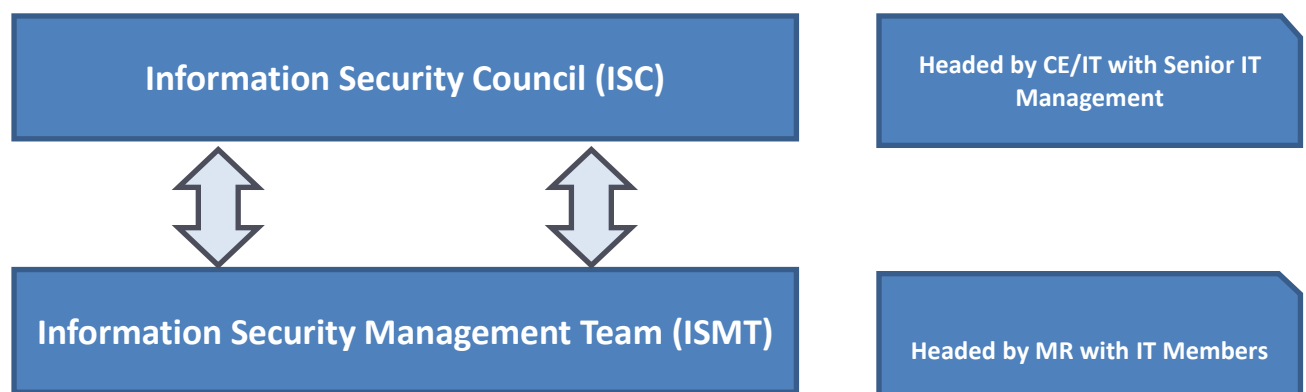 Information Security Council (ISC)
Headed by CE/IT with Senior IT
Management
Information Security Management Team (ISMT)
Headed by MR with IT Members